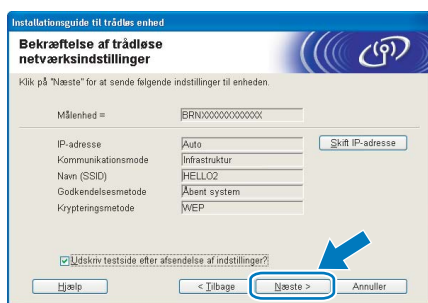 Installationsguide til trådløs enhed
Bekræftelse af trådløse
netværksindstillinger
Klik på "Næste" for at sende følgende indstillinger til enheden.
Målenhed = BRNXXXXXXXXXXXX
IP-adresse Auto Skift IP-adresse
Kommunikationsmode Infrastruktur
Navn (SSID) HELLO2
Godkendelsesmetode Åbent system
Krypteringsmetode WEP
Udskriv testside efter afsendelse af indstillinger?
Hjælp < Tilbage Næste > Annuller